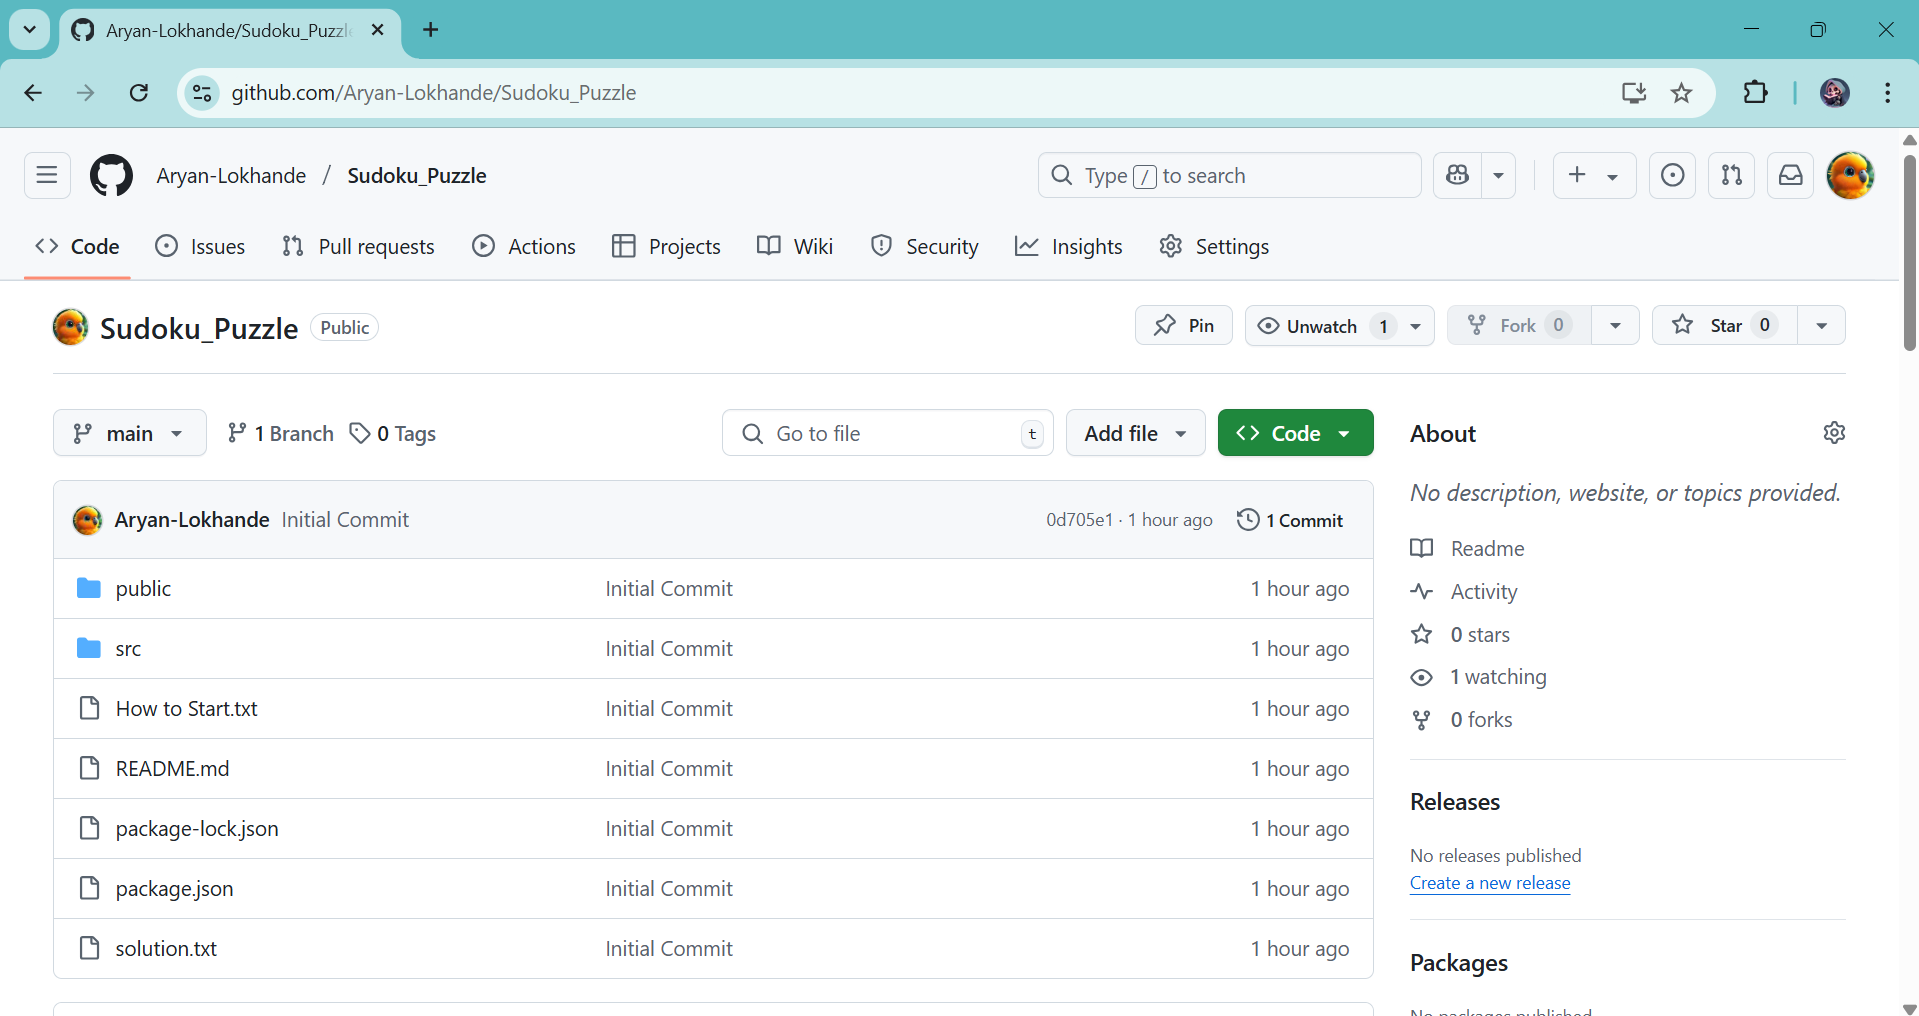 Aryan-Lokhande/Sudoku_Puzzl
github.com/Aryan-Lokhande/Sudoku_Puzzle
Aryan-Lokhande / Sudoku_Puzzle
Type / to search
Code Issues Pull requests Actions Projects Wiki Security Insights Settings
Sudoku_Puzzle Public
Pin Unwatch 1 Fork 0 Star 0
main 1 Branch 0 Tags Go to file t Add file Code
Aryan-Lokhande Initial Commit 0d705e1 · 1 hour ago 1 Commit
public Initial Commit 1 hour ago
src Initial Commit 1 hour ago
How to Start.txt Initial Commit 1 hour ago
README.md Initial Commit 1 hour ago
package-lock.json Initial Commit 1 hour ago
package.json Initial Commit 1 hour ago
solution.txt Initial Commit 1 hour ago
About
No description, website, or topics provided.
Readme
Activity
0 stars
1 watching
0 forks
Releases
No releases published
Create a new release
Packages
No packages published